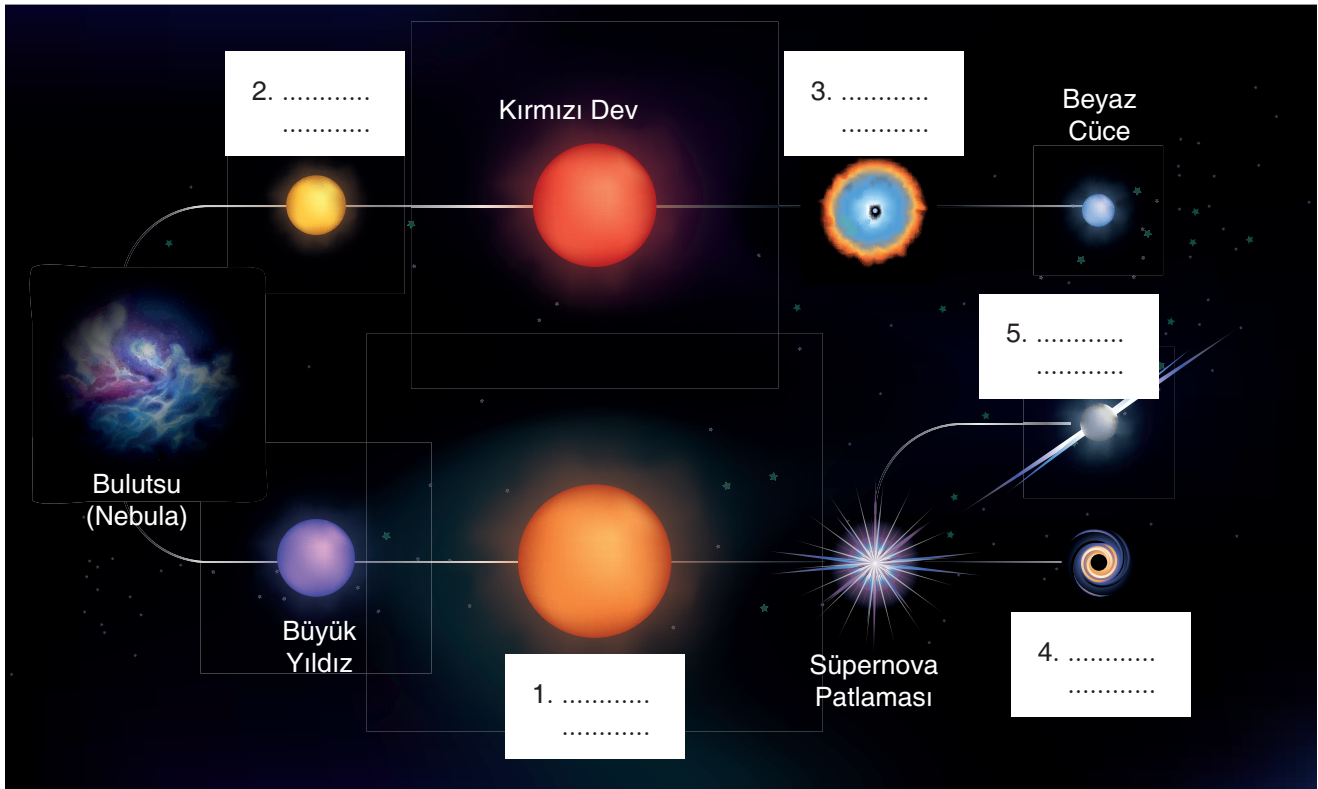 2. ............
............
Kırmızı Dev
3. ............
............
Beyaz
Cüce
5. ............
............
Bulutsu
(Nebula)
Büyük
Yıldız
1. ............
............
Süpernova
Patlaması
4. ............
............